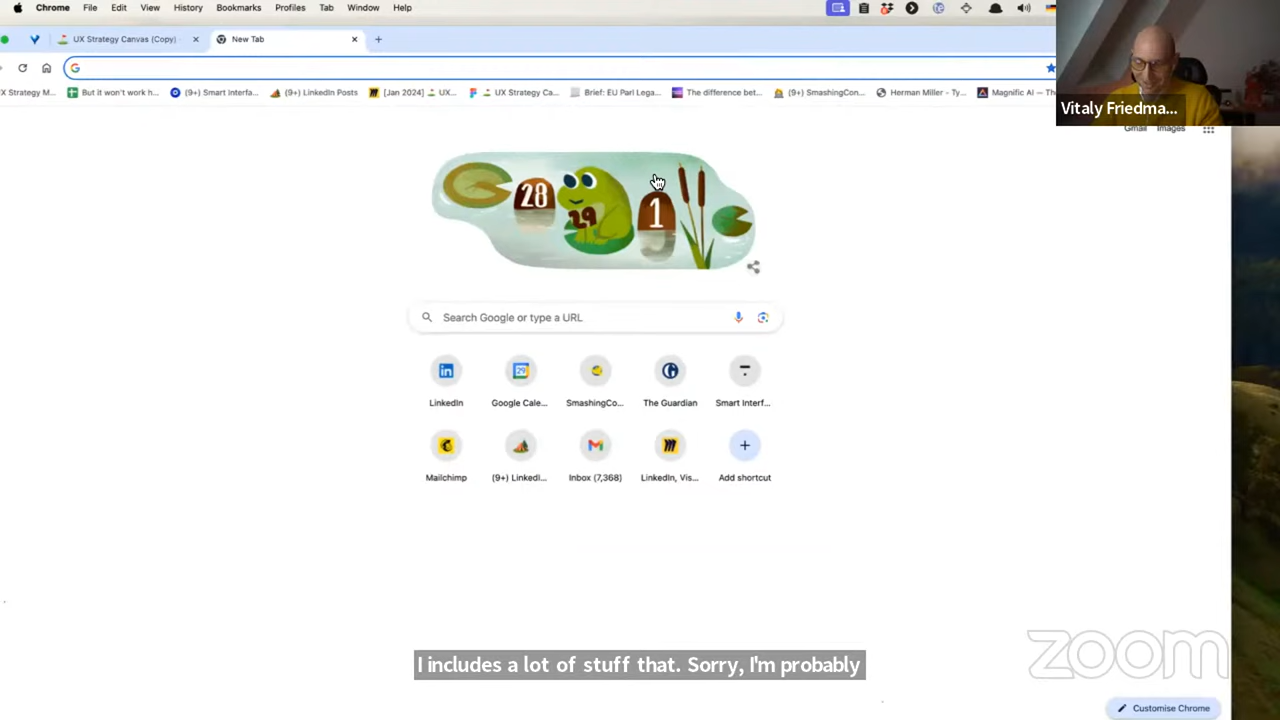 Chrome File Edit View History Bookmarks Profiles Tab Window Help
UX Strategy Canvas (Copy)
New Tab
Strategy M...
But it won't work h...
(9+) Smart Interfa...
(9+) LinkedIn Posts
[Jan 2024] UX...
UX Strategy Ca...
Brief: EU Parl Lega...
The difference bet...
(9+) SmashingCon...
Herman Miller - Ty...
Magnific AI — Th
Vitaly Friedma...
Gmail Images
28
29
1
Search Google or type a URL
LinkedIn
Google Cale...
SmashingCo...
The Guardian
Smart Interf...
Mailchimp
(9+) LinkedI...
Inbox (7,368)
LinkedIn, Vis...
Add shortcut
I includes a lot of stuff that. Sorry, I'm probably
zoom
Customise Chrome